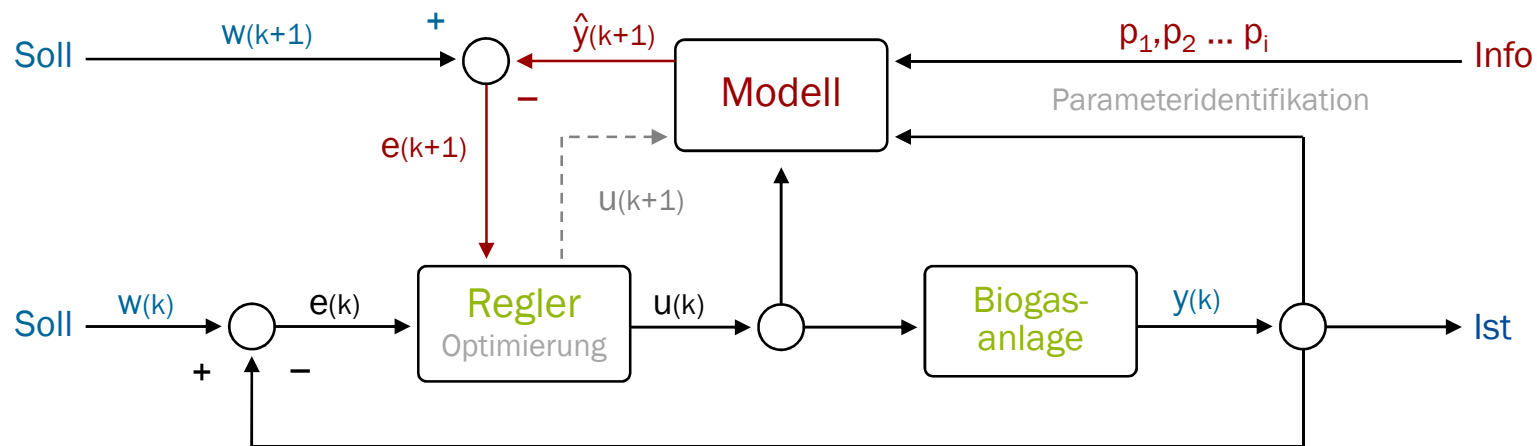 Soll
w(k+1)
+
ŷ(k+1)
–
Modell
p₁,p₂ ... pᵢ
Info
Parameteridentifikation
e(k+1)
u(k+1)
Soll
w(k)
+
–
e(k)
Regler
Optimierung
u(k)
Biogas-
anlage
y(k)
Ist